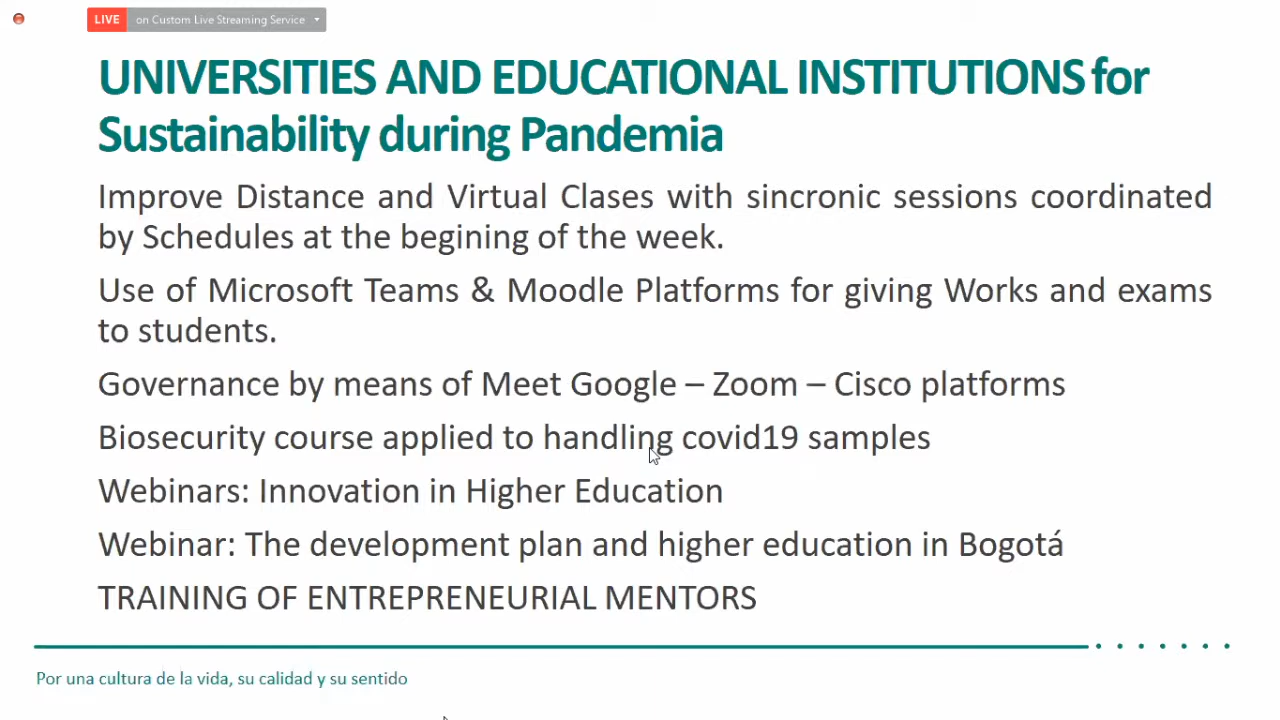 LIVE on Custom Live Streaming Service
UNIVERSITIES AND EDUCATIONAL INSTITUTIONS for
Sustainability during Pandemia
Improve Distance and Virtual Clases with sincronic sessions coordinated
by Schedules at the begining of the week.
Use of Microsoft Teams & Moodle Platforms for giving Works and exams
to students.
Governance by means of Meet Google – Zoom – Cisco platforms
Biosecurity course applied to handling covid19 samples
Webinars: Innovation in Higher Education
Webinar: The development plan and higher education in Bogotá
TRAINING OF ENTREPRENEURIAL MENTORS
Por una cultura de la vida, su calidad y su sentido